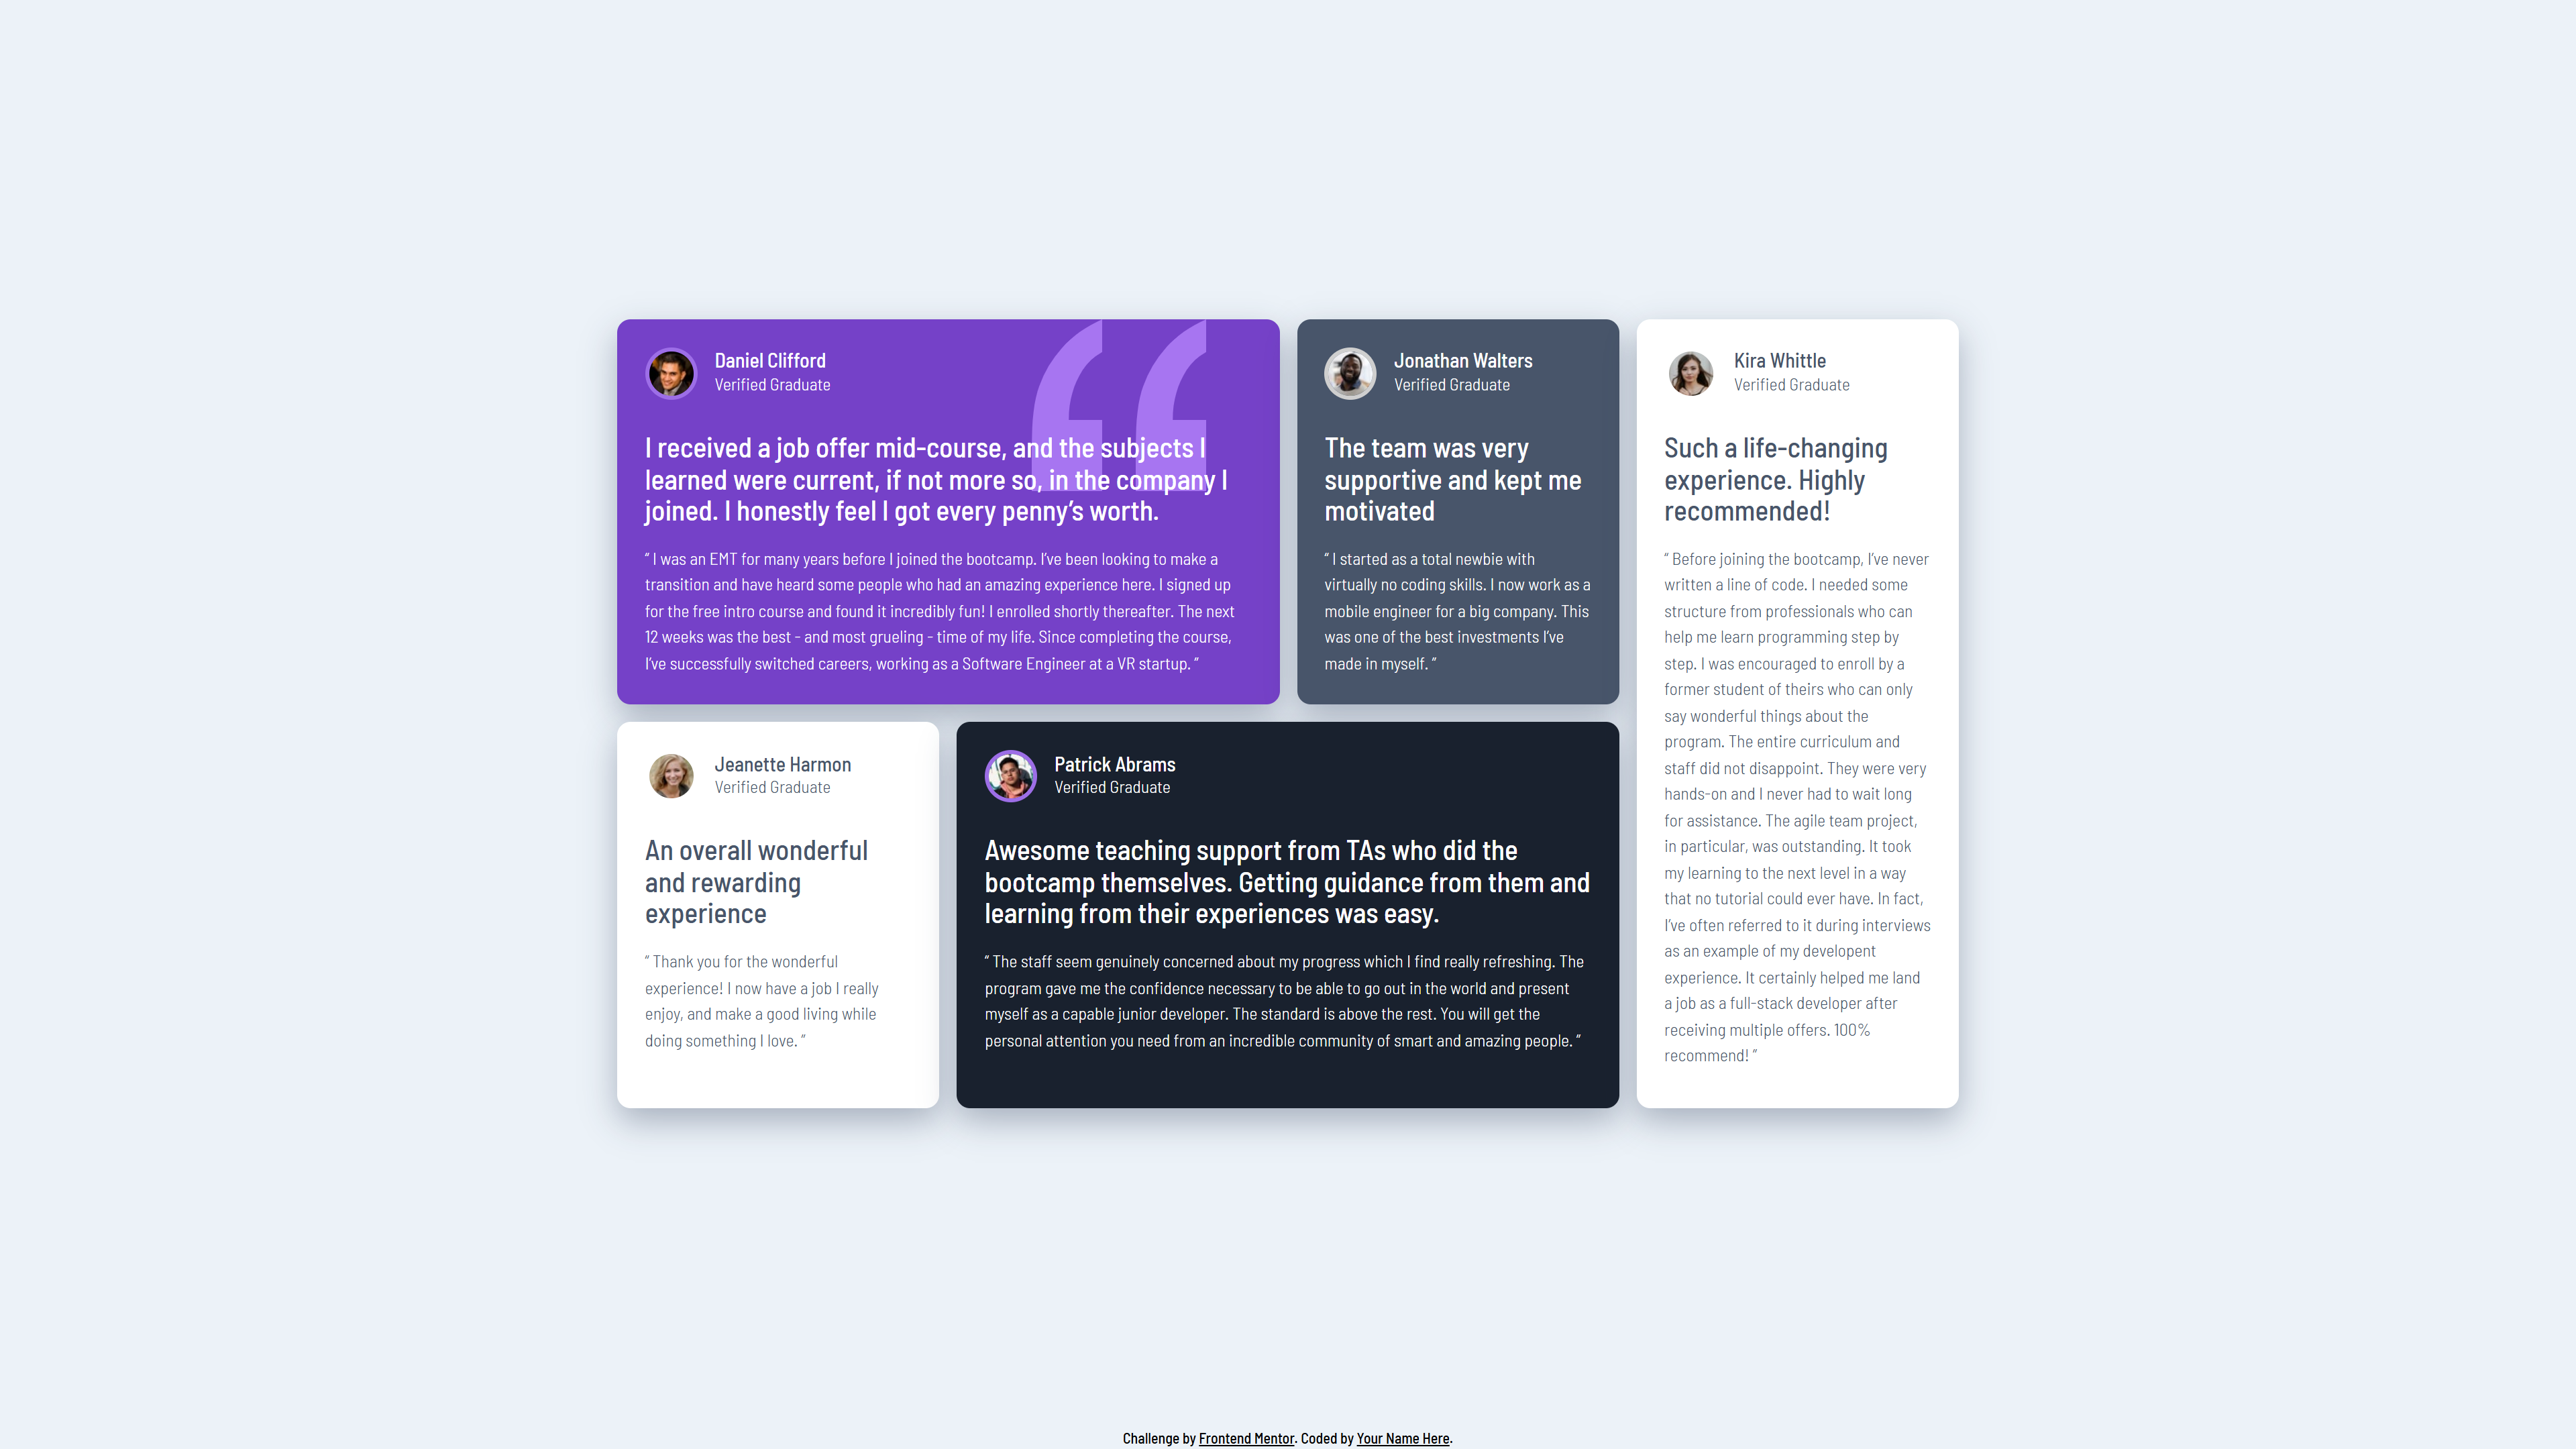 Daniel Clifford
Verified Graduate
I received a job offer mid-course, and the subjects I
learned were current, if not more so, in the company I
joined. I honestly feel I got every penny’s worth.
“ I was an EMT for many years before I joined the bootcamp. I’ve been looking to make a
transition and have heard some people who had an amazing experience here. I signed up
for the free intro course and found it incredibly fun! I enrolled shortly thereafter. The next
12 weeks was the best - and most grueling - time of my life. Since completing the course,
I’ve successfully switched careers, working as a Software Engineer at a VR startup. ”
Jonathan Walters
Verified Graduate
The team was very
supportive and kept me
motivated
“ I started as a total newbie with
virtually no coding skills. I now work as a
mobile engineer for a big company. This
was one of the best investments I’ve
made in myself. ”
Kira Whittle
Verified Graduate
Such a life-changing
experience. Highly
recommended!
“ Before joining the bootcamp, I’ve never
written a line of code. I needed some
structure from professionals who can
help me learn programming step by
step. I was encouraged to enroll by a
former student of theirs who can only
say wonderful things about the
program. The entire curriculum and
staff did not disappoint. They were very
hands-on and I never had to wait long
for assistance. The agile team project,
in particular, was outstanding. It took
my learning to the next level in a way
that no tutorial could ever have. In fact,
I’ve often referred to it during interviews
as an example of my developent
experience. It certainly helped me land
a job as a full-stack developer after
receiving multiple offers. 100%
recommend! ”
Jeanette Harmon
Verified Graduate
An overall wonderful
and rewarding
experience
“ Thank you for the wonderful
experience! I now have a job I really
enjoy, and make a good living while
doing something I love. ”
Patrick Abrams
Verified Graduate
Awesome teaching support from TAs who did the
bootcamp themselves. Getting guidance from them and
learning from their experiences was easy.
“ The staff seem genuinely concerned about my progress which I find really refreshing. The
program gave me the confidence necessary to be able to go out in the world and present
myself as a capable junior developer. The standard is above the rest. You will get the
personal attention you need from an incredible community of smart and amazing people. ”
Challenge by Frontend Mentor. Coded by Your Name Here.